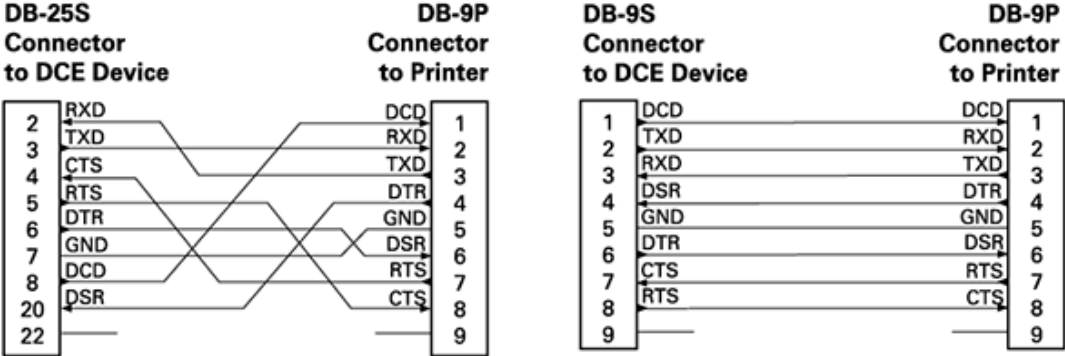 DB-25S DB-9P
Connector Connector
to DCE Device to Printer
2 RXD DCD 1
3 TXD RXD 2
4 CTS TXD 3
5 RTS DTR 4
6 DTR GND 5
7 GND DSR 6
8 DCD RTS 7
20 DSR CTS 8
22 9
DB-9S DB-9P
Connector Connector
to DCE Device to Printer
1 DCD DCD 1
2 TXD RXD 2
3 RXD TXD 3
4 DSR DTR 4
5 GND GND 5
6 DTR DSR 6
7 CTS RTS 7
8 RTS CTS 8
9 9